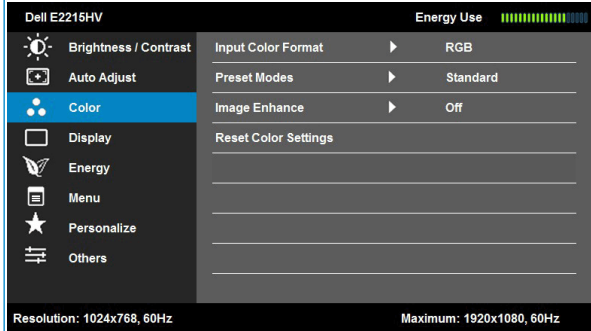 Dell E2215HV Energy Use
Brightness / Contrast Input Color Format RGB
Auto Adjust Preset Modes Standard
Color Image Enhance Off
Display Reset Color Settings
Energy
Menu
Personalize
Others
Resolution: 1024x768, 60Hz Maximum: 1920x1080, 60Hz